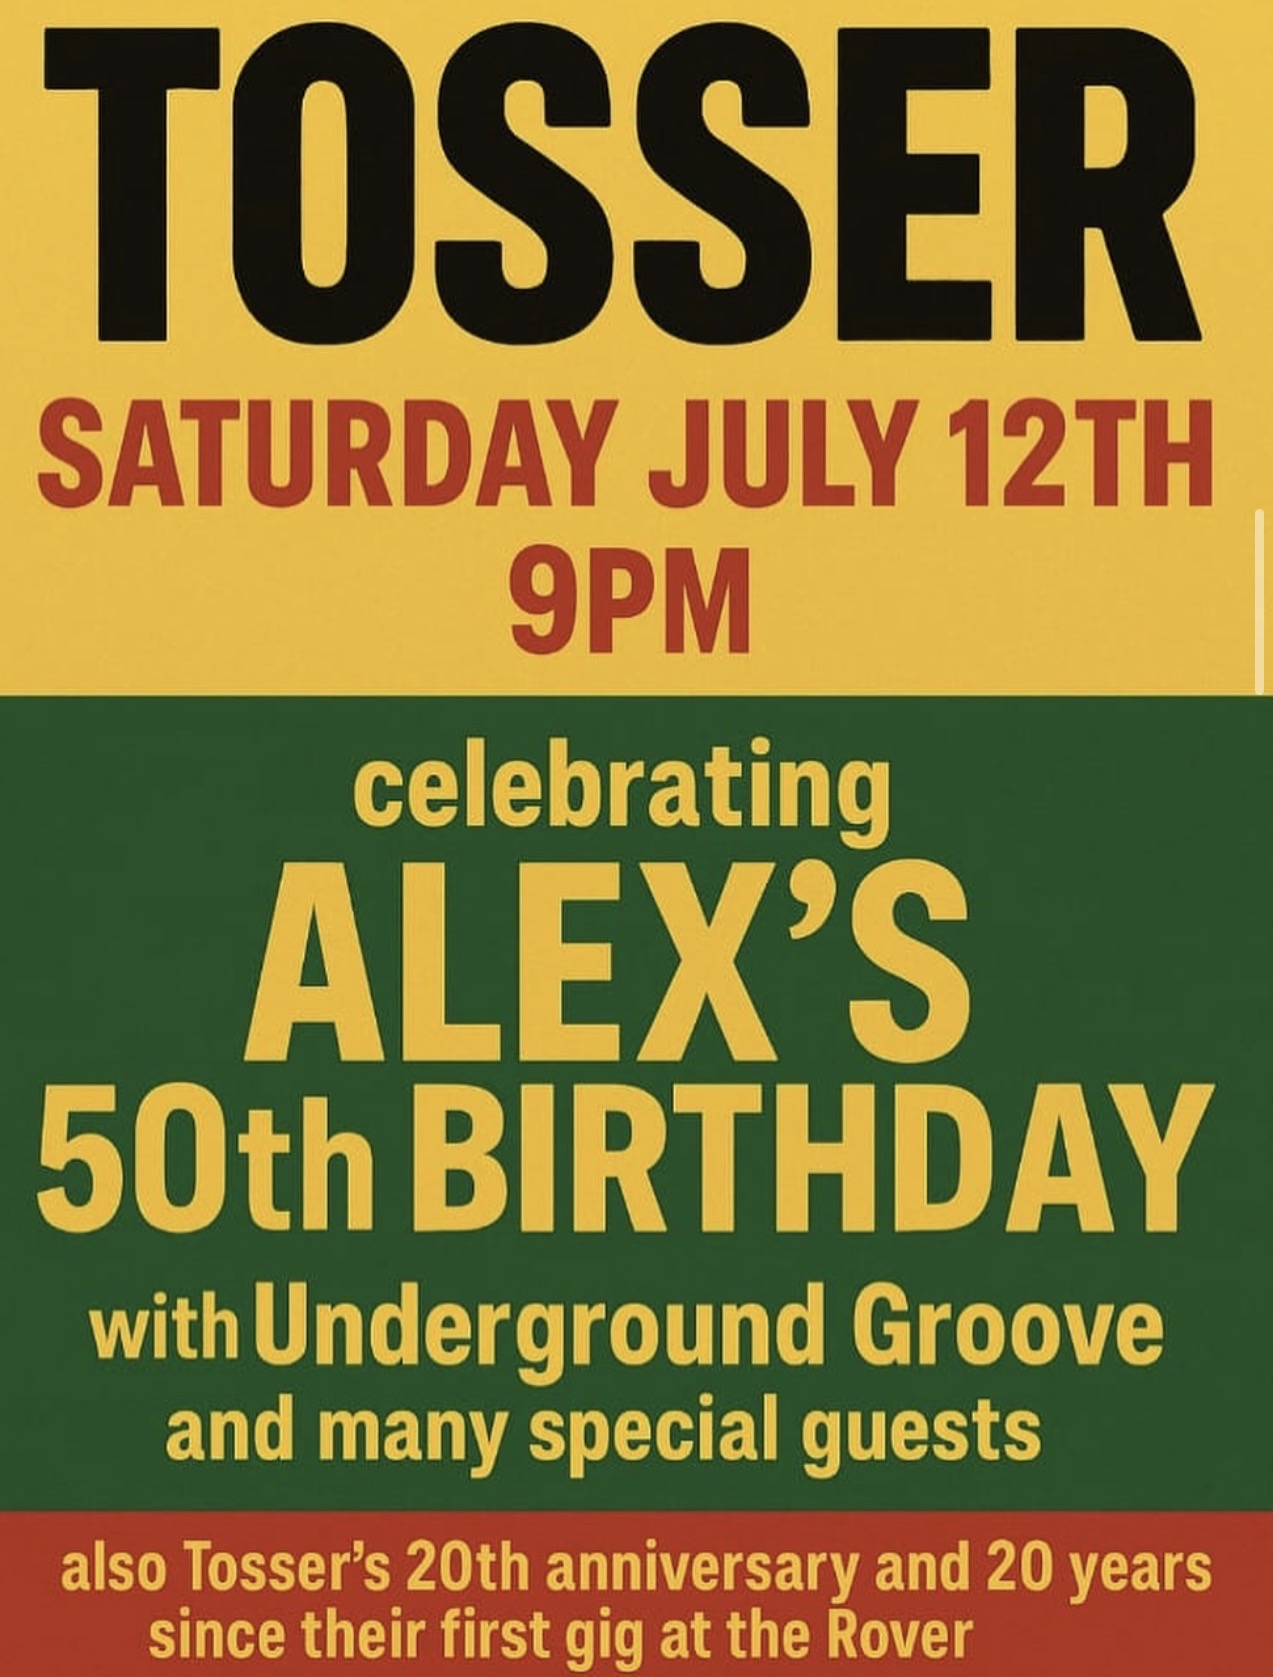 TOSSER
SATURDAY JULY 12TH
9PM
celebrating
ALEX’S
50th BIRTHDAY
with Underground Groove
and many special guests
also Tosser’s 20th anniversary and 20 years
since their first gig at the Rover